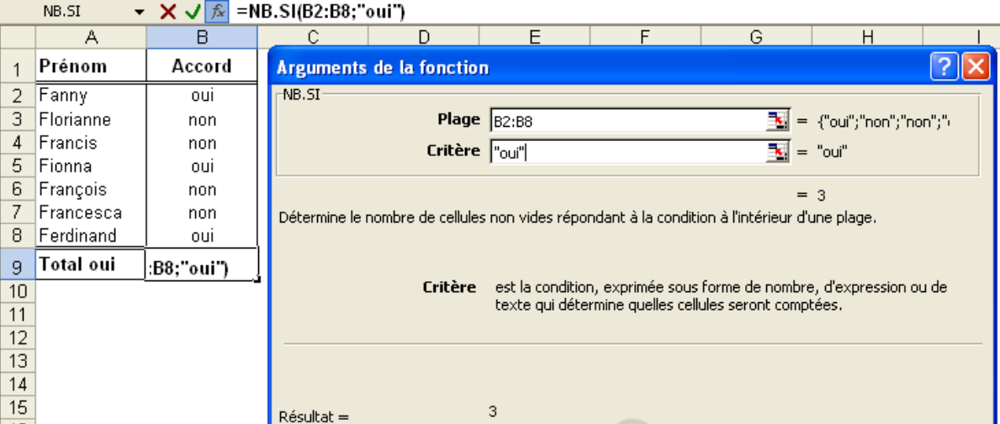 NB.SI =NB.SI(B2:B8;"oui")
A B C D E F G H I
1 Prénom Accord
2 Fanny oui
3 Florianne non
4 Francis non
5 Fionna oui
6 François non
7 Francesca non
8 Ferdinand oui
9 Total oui :B8;"oui")
10
11
12
13
14
15
Arguments de la fonction
NB.SI
Plage B2:B8 = {"oui";"non";"non";"
Critère "oui" = "oui"
= 3
Détermine le nombre de cellules non vides répondant à la condition à l'intérieur d'une plage.
Critère est la condition, exprimée sous forme de nombre, d'expression ou de
texte qui détermine quelles cellules seront comptées.
Résultat = 3